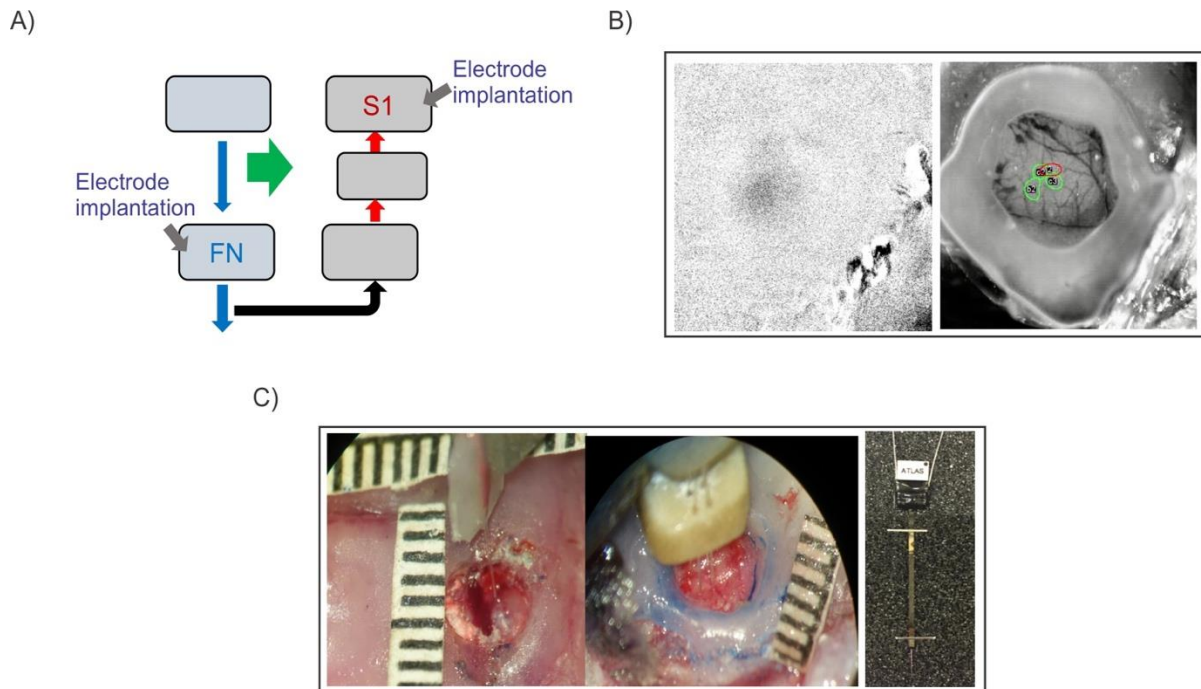 A)
B)
Electrode
implantation
S1
Electrode
implantation
FN
C)
ATLAS